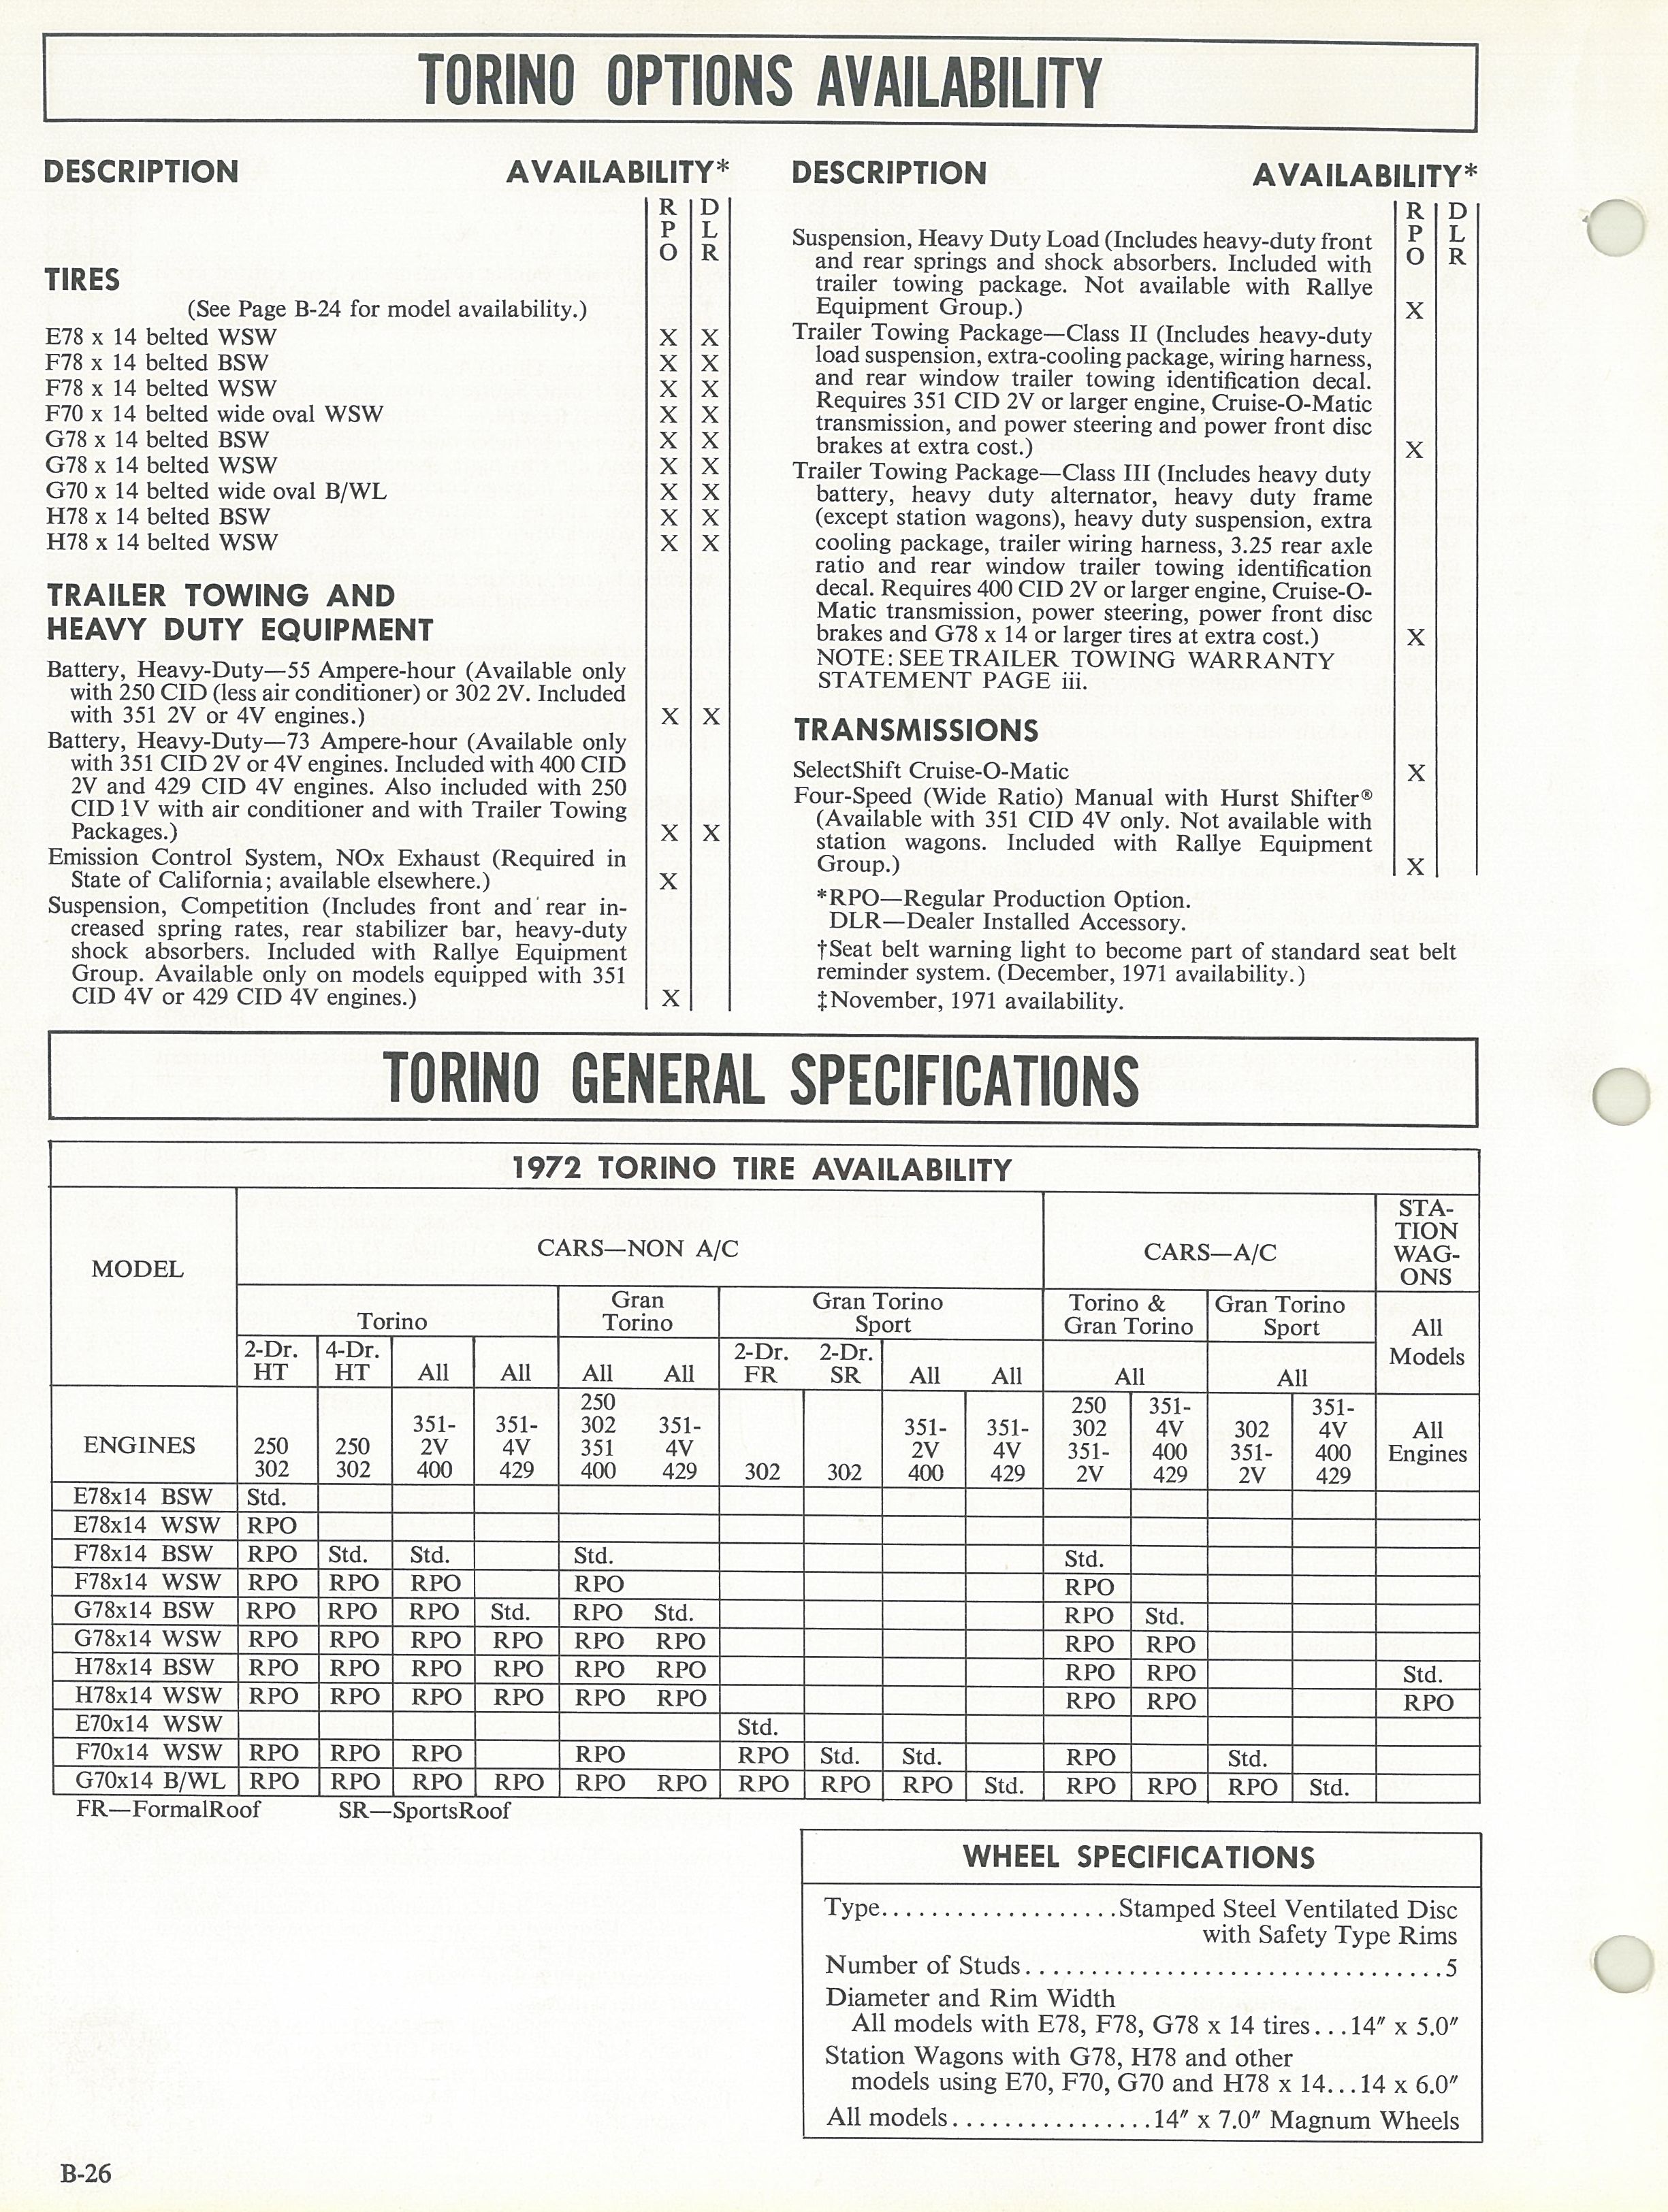 TORINO OPTIONS AVAILABILITY
DESCRIPTION AVAILABILITY*
RPO DLR
TIRES
(See Page B-24 for model availability.)
E78 x 14 belted WSW X X
F78 x 14 belted BSW X X
F78 x 14 belted WSW X X
F70 x 14 belted wide oval WSW X X
G78 x 14 belted BSW X X
G78 x 14 belted WSW X X
G70 x 14 belted wide oval B/WL X X
H78 x 14 belted BSW X X
H78 x 14 belted WSW X X
TRAILER TOWING AND
HEAVY DUTY EQUIPMENT
Battery, Heavy-Duty—55 Ampere-hour (Available only
with 250 CID (less air conditioner) or 302 2V. Included
with 351 2V or 4V engines.) X X
Battery, Heavy-Duty—73 Ampere-hour (Available only
with 351 CID 2V or 4V engines. Included with 400 CID
2V and 429 CID 4V engines. Also included with 250
CID 1V with air conditioner and with Trailer Towing
Packages.) X X
Emission Control System, NOx Exhaust (Required in
State of California; available elsewhere.) X
Suspension, Competition (Includes front and rear in-
creased spring rates, rear stabilizer bar, heavy-duty
shock absorbers. Included with Rallye Equipment
Group. Available only on models equipped with 351
CID 4V or 429 CID 4V engines.) X
DESCRIPTION AVAILABILITY*
RPO DLR
Suspension, Heavy Duty Load (Includes heavy-duty front
and rear springs and shock absorbers. Included with
trailer towing package. Not available with Rallye
Equipment Group.) X
Trailer Towing Package—Class II (Includes heavy-duty
load suspension, extra-cooling package, wiring harness,
and rear window trailer towing identification decal.
Requires 351 CID 2V or larger engine, Cruise-O-Matic
transmission, and power steering and power front disc
brakes at extra cost.) X
Trailer Towing Package—Class III (Includes heavy duty
battery, heavy duty alternator, heavy duty frame
(except station wagons), heavy duty suspension, extra
cooling package, trailer wiring harness, 3.25 rear axle
ratio and rear window trailer towing identification
decal. Requires 400 CID 2V or larger engine, Cruise-O-
Matic transmission, power steering, power front disc
brakes and G78 x 14 or larger tires at extra cost.) X
NOTE: SEE TRAILER TOWING WARRANTY
STATEMENT PAGE iii.
TRANSMISSIONS
SelectShift Cruise-O-Matic X
Four-Speed (Wide Ratio) Manual with Hurst Shifter®
(Available with 351 CID 4V only. Not available with
station wagons. Included with Rallye Equipment
Group.) X
*RPO—Regular Production Option.
DLR—Dealer Installed Accessory.
†Seat belt warning light to become part of standard seat belt
reminder system. (December, 1971 availability.)
‡November, 1971 availability.
TORINO GENERAL SPECIFICATIONS
1972 TORINO TIRE AVAILABILITY
MODEL CARS—NON A/C CARS—A/C STA-TION WAG-ONS
Torino Gran Torino Gran Torino Sport Torino & Gran Torino Gran Torino Sport All Models
2-Dr. HT 4-Dr. HT All All All All 2-Dr. FR 2-Dr. SR All All All All
ENGINES 250 302 250 302 351-2V 400 351-4V 429 250 302 351 400 351-4V 429 302 302 351-2V 400 351-4V 429 250 302 351-2V 351-4V 400 429 302 351-2V 351-4V 400 429 All Engines
E78x14 BSW Std.
E78x14 WSW RPO
F78x14 BSW RPO Std. Std. Std. Std.
F78x14 WSW RPO RPO RPO RPO RPO
G78x14 BSW RPO RPO RPO Std. RPO Std. RPO Std.
G78x14 WSW RPO RPO RPO RPO RPO RPO RPO RPO
H78x14 BSW RPO RPO RPO RPO RPO RPO RPO RPO Std.
H78x14 WSW RPO RPO RPO RPO RPO RPO RPO RPO RPO
E70x14 WSW Std.
F70x14 WSW RPO RPO RPO RPO RPO Std. Std. RPO Std.
G70x14 B/WL RPO RPO RPO RPO RPO RPO RPO RPO RPO Std. RPO RPO RPO Std.
FR—FormalRoof SR—SportsRoof
WHEEL SPECIFICATIONS
Type...................Stamped Steel Ventilated Disc
with Safety Type Rims
Number of Studs................................5
Diameter and Rim Width
All models with E78, F78, G78 x 14 tires...14″ x 5.0″
Station Wagons with G78, H78 and other
models using E70, F70, G70 and H78 x 14...14 x 6.0″
All models................14″ x 7.0″ Magnum Wheels
B-26